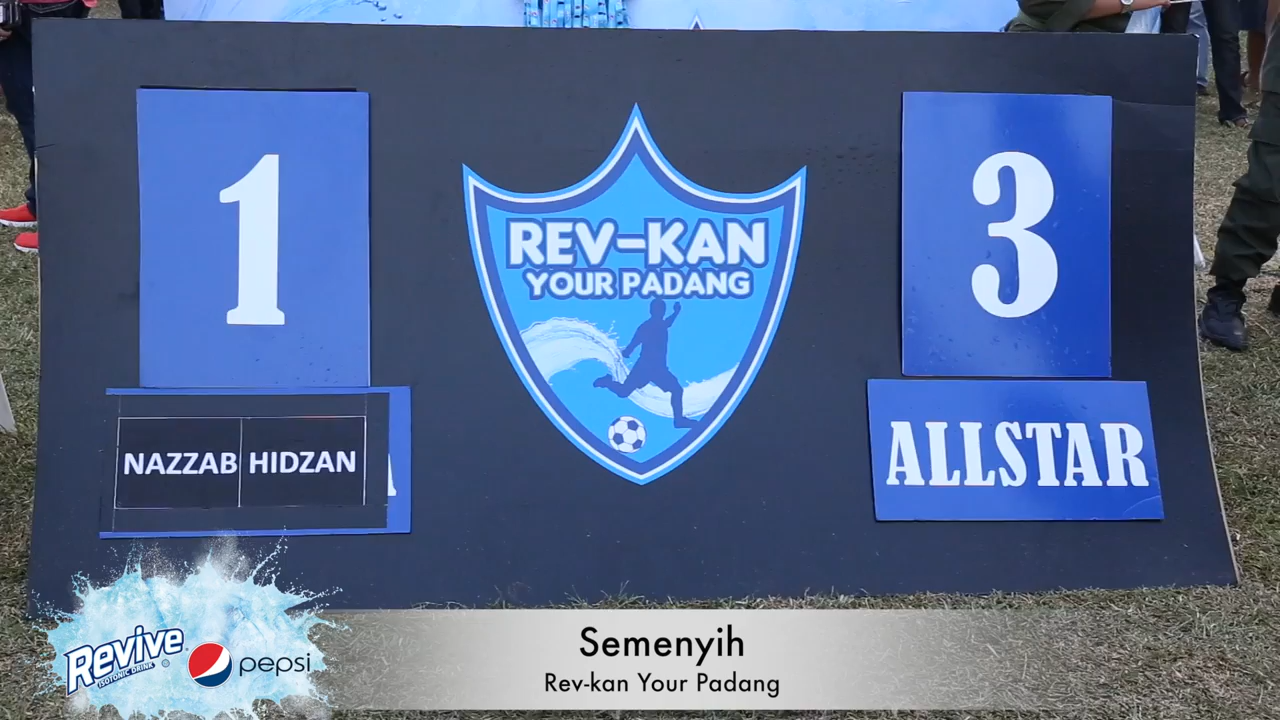 1
NAZZAB HIDZAN
REV-KAN
YOUR PADANG
3
ALLSTAR
Revive
ISOTONIC DRINK
pepsi
Semenyih
Rev-kan Your Padang